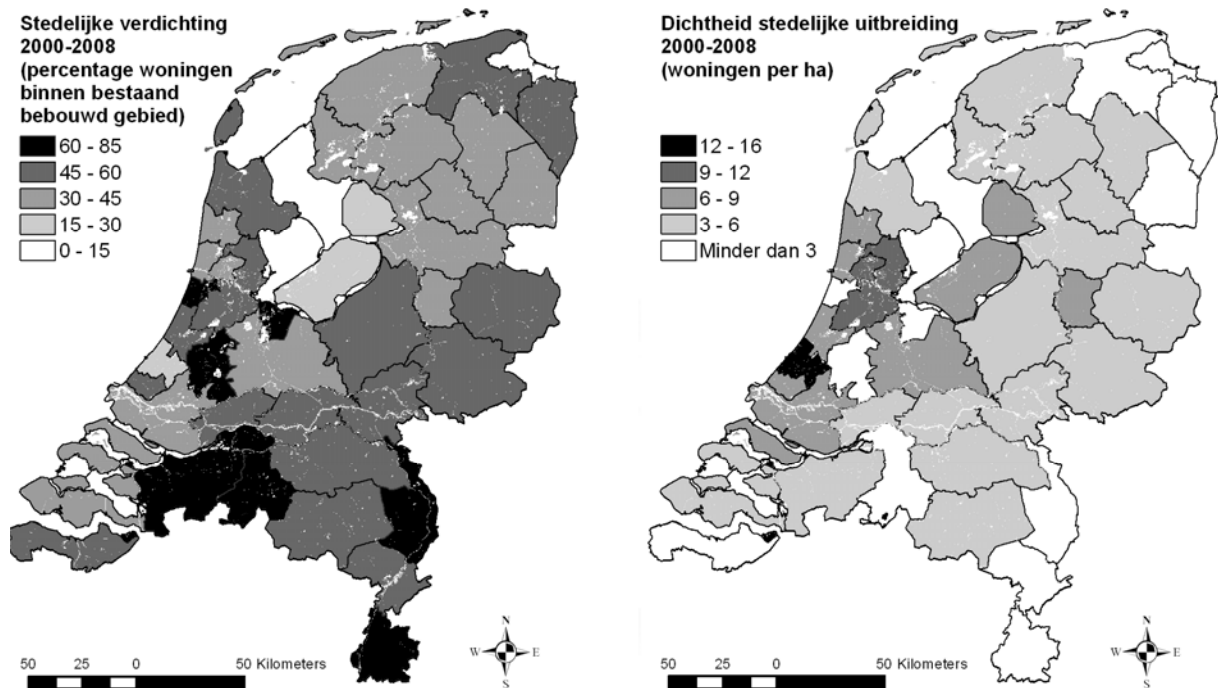 Stedelijke verdichting
2000-2008
(percentage woningen
binnen bestaand
bebouwd gebied)
60 - 85
45 - 60
30 - 45
15 - 30
0 - 15
N
W
E
S
50 25 0 50 Kilometers
Dichtheid stedelijke uitbreiding
2000-2008
(woningen per ha)
12 - 16
9 - 12
6 - 9
3 - 6
Minder dan 3
N
W
E
S
50 25 0 50 Kilometers